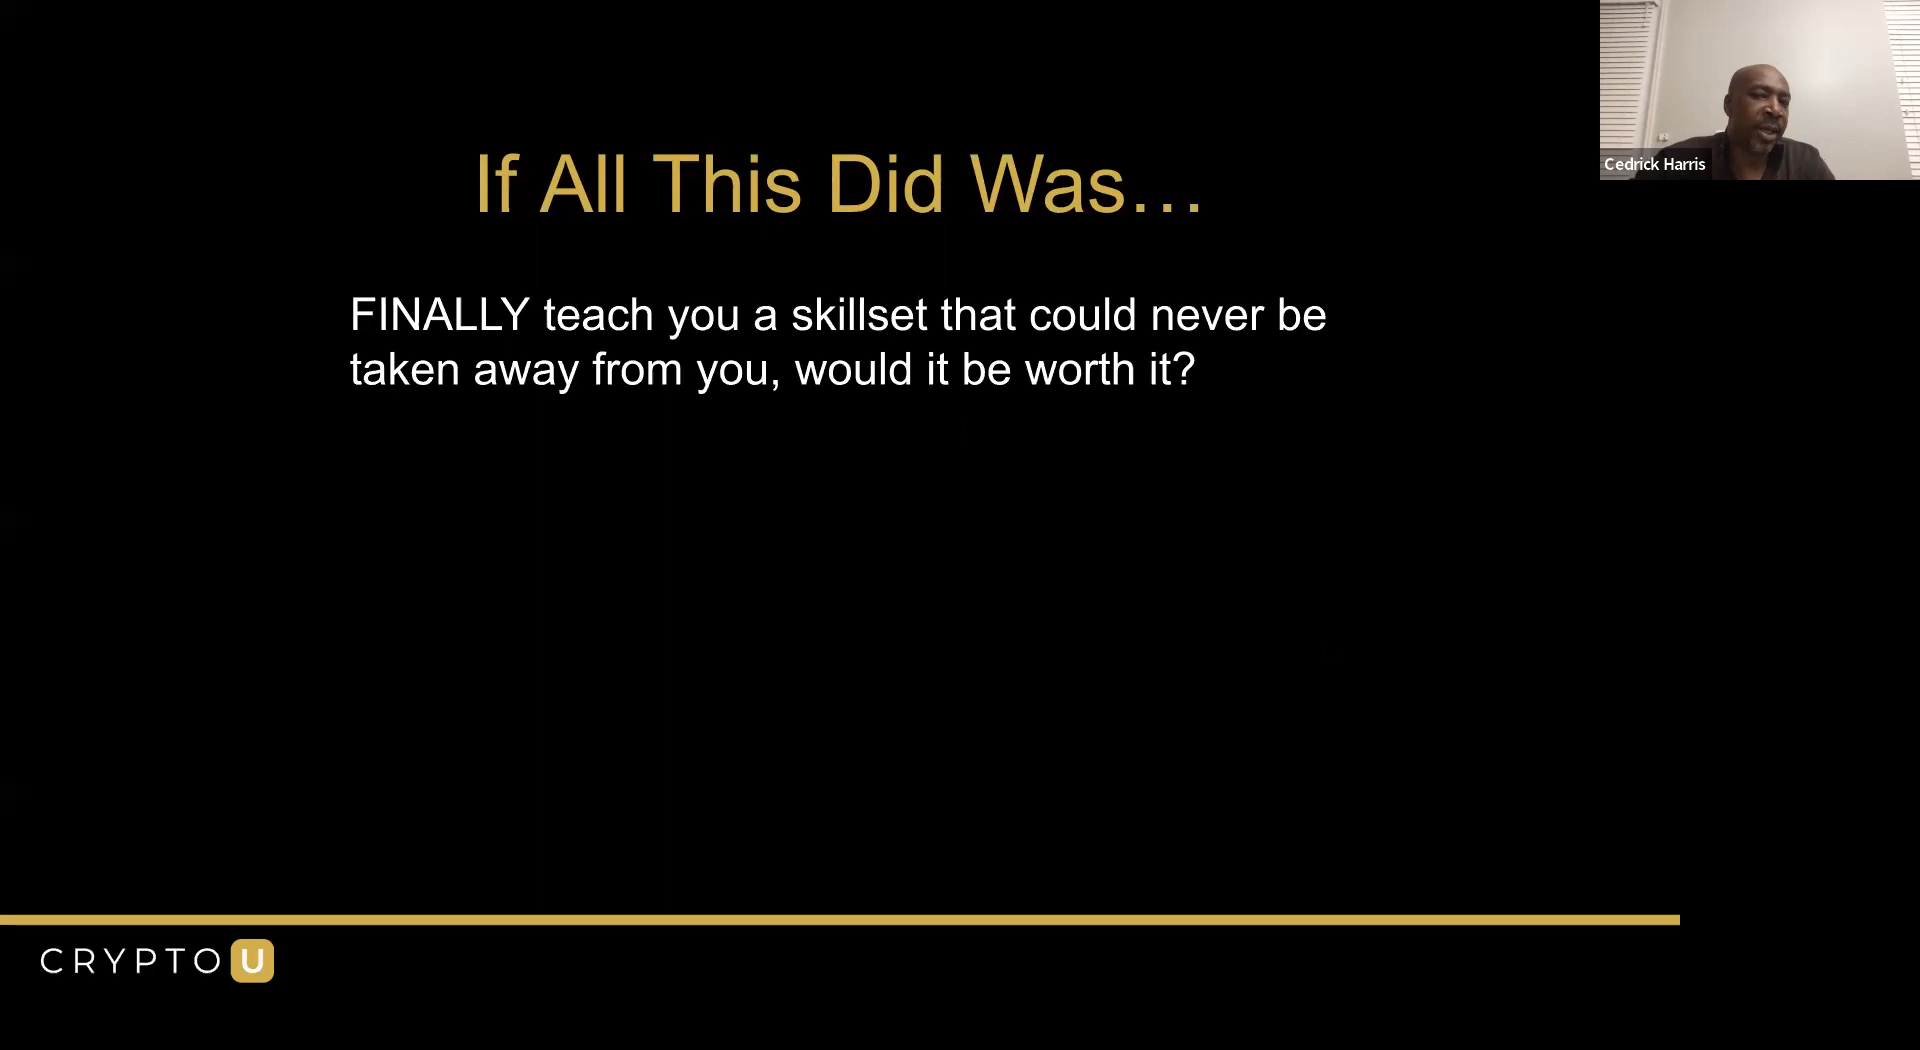 If All This Did Was…
FINALLY teach you a skillset that could never be
taken away from you, would it be worth it?
Cedrick Harris
CRYPTO U